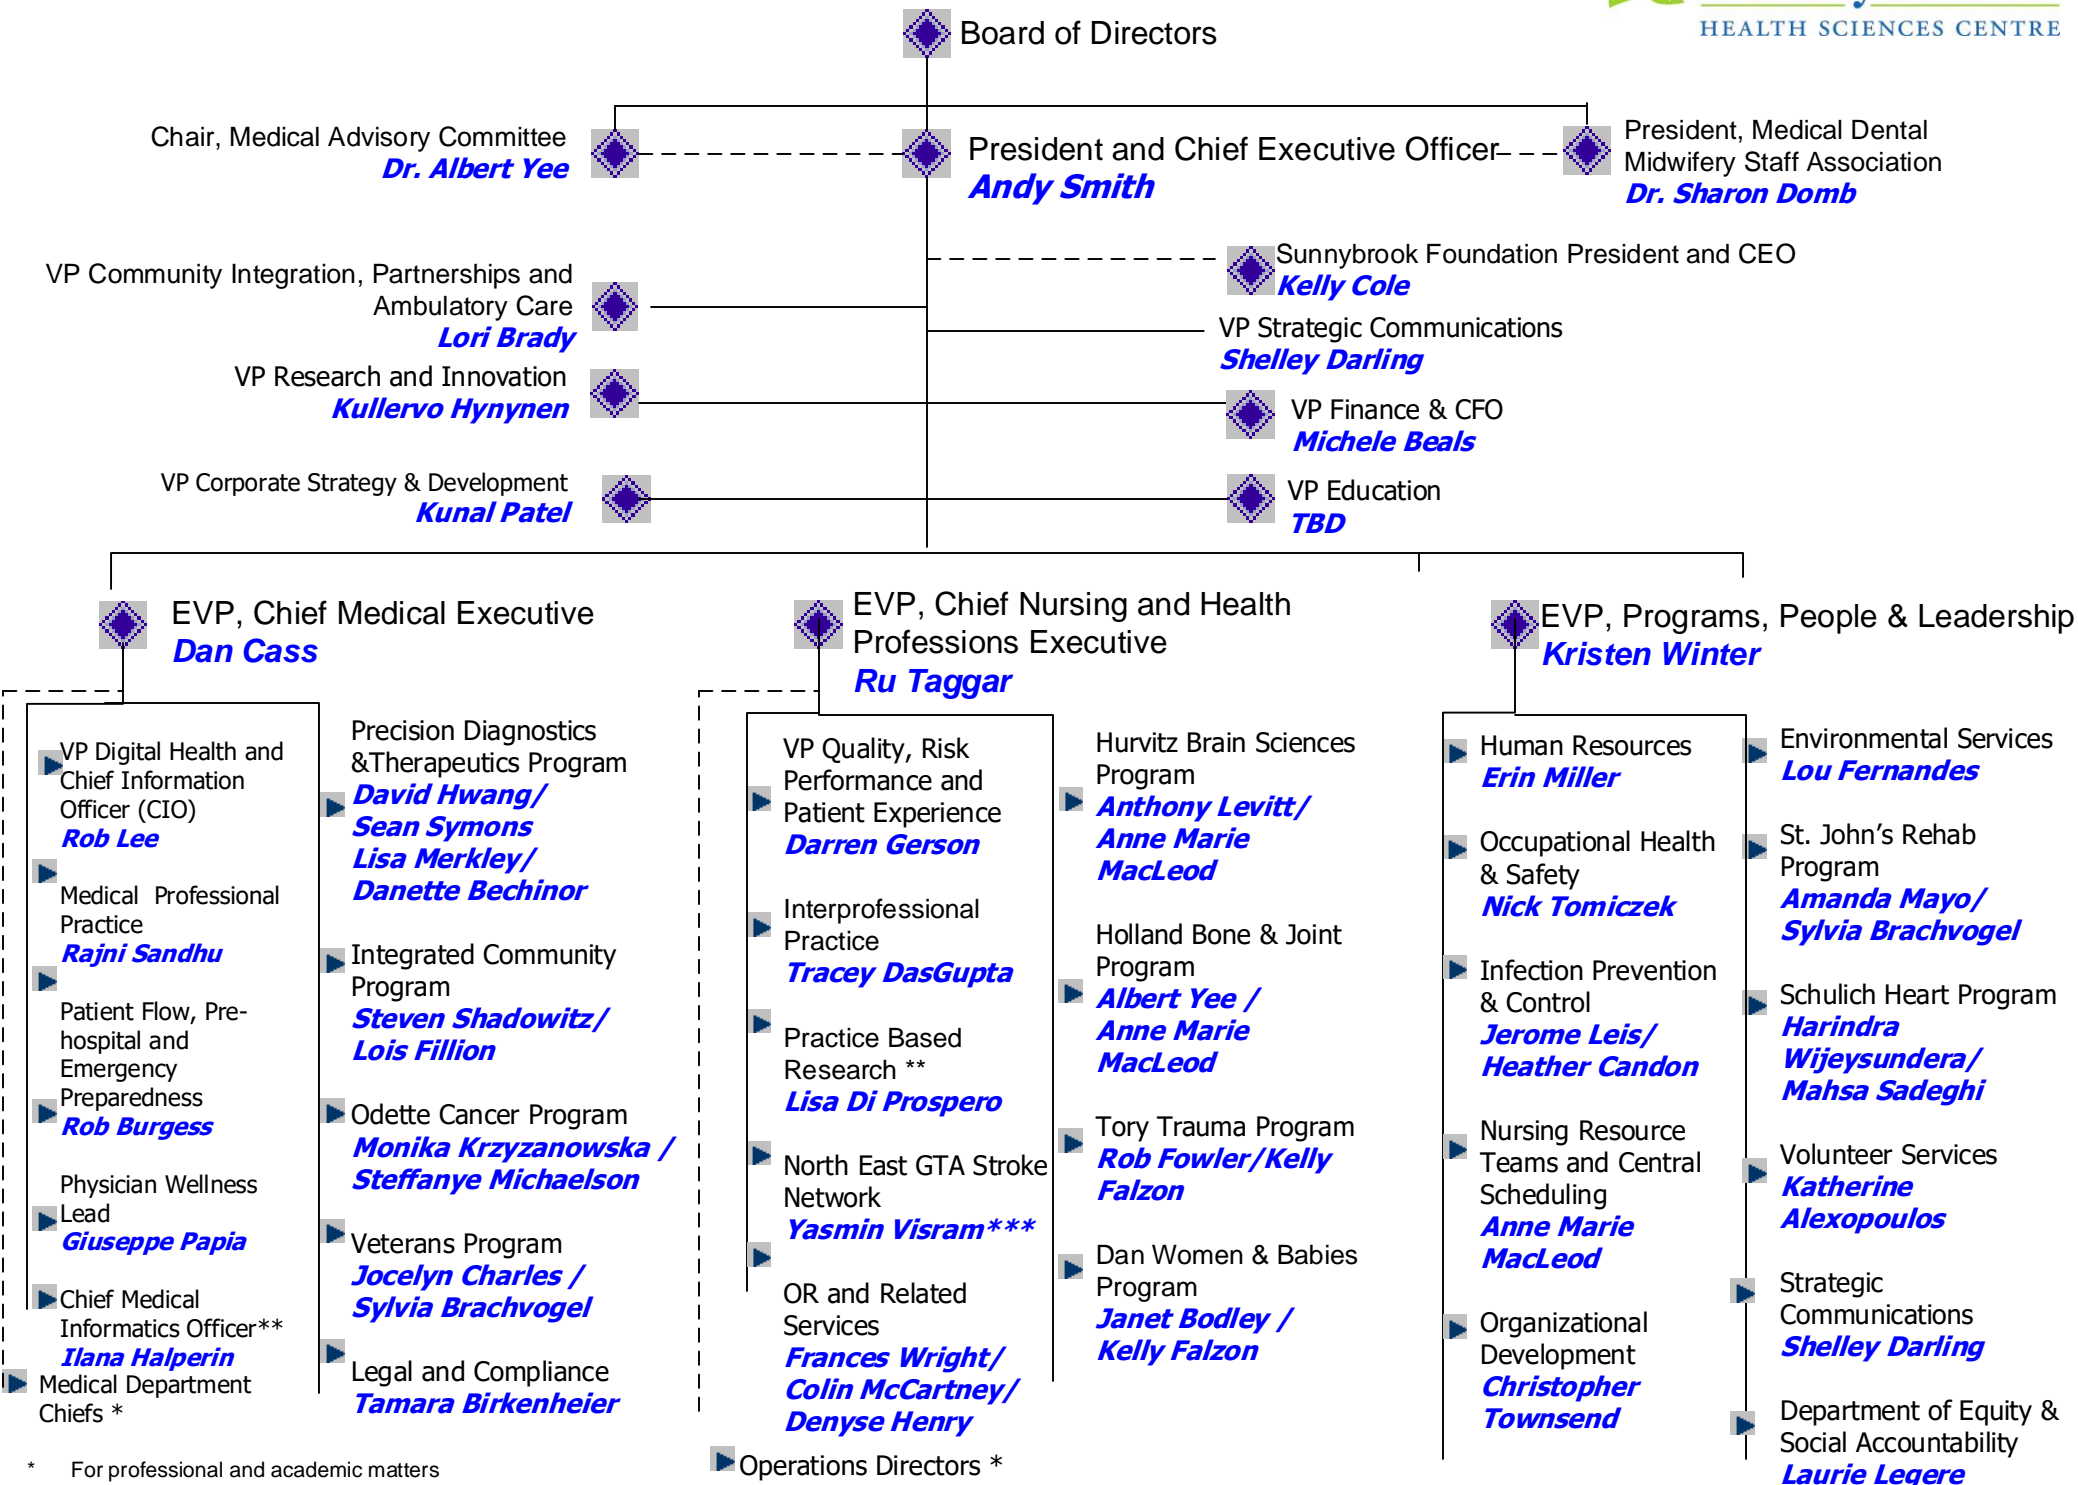 HEALTH SCIENCES CENTRE
Board of Directors
Chair, Medical Advisory Committee
Dr. Albert Yee
President and Chief Executive Officer
Andy Smith
President, Medical Dental
Midwifery Staff Association
Dr. Sharon Domb
VP Community Integration, Partnerships and
Ambulatory Care
Lori Brady
Sunnybrook Foundation President and CEO
Kelly Cole
VP Strategic Communications
Shelley Darling
VP Research and Innovation
Kullervo Hynynen
VP Finance & CFO
Michele Beals
VP Corporate Strategy & Development
Kunal Patel
VP Education
TBD
EVP, Chief Medical Executive
Dan Cass
VP Digital Health and
Chief Information
Officer (CIO)
Rob Lee
Medical Professional
Practice
Rajni Sandhu
Patient Flow, Pre-
hospital and
Emergency
Preparedness
Rob Burgess
Physician Wellness
Lead
Giuseppe Papia
Chief Medical
Informatics Officer**
Ilana Halperin
Medical Department
Chiefs *
Precision Diagnostics
&Therapeutics Program
David Hwang/
Sean Symons
Lisa Merkley/
Danette Bechinor
Integrated Community
Program
Steven Shadowitz/
Lois Fillion
Odette Cancer Program
Monika Krzyzanowska /
Steffanye Michaelson
Veterans Program
Jocelyn Charles /
Sylvia Brachvogel
Legal and Compliance
Tamara Birkenheier
EVP, Chief Nursing and Health
Professions Executive
Ru Taggar
VP Quality, Risk
Performance and
Patient Experience
Darren Gerson
Interprofessional
Practice
Tracey DasGupta
Practice Based
Research **
Lisa Di Prospero
North East GTA Stroke
Network
Yasmin Visram***
OR and Related
Services
Frances Wright/
Colin McCartney/
Denyse Henry
Operations Directors *
Hurvitz Brain Sciences
Program
Anthony Levitt/
Anne Marie
MacLeod
Holland Bone & Joint
Program
Albert Yee /
Anne Marie
MacLeod
Tory Trauma Program
Rob Fowler/Kelly
Falzon
Dan Women & Babies
Program
Janet Bodley /
Kelly Falzon
EVP, Programs, People & Leadership
Kristen Winter
Human Resources
Erin Miller
Occupational Health
& Safety
Nick Tomiczek
Infection Prevention
& Control
Jerome Leis/
Heather Candon
Nursing Resource
Teams and Central
Scheduling
Anne Marie
MacLeod
Organizational
Development
Christopher
Townsend
Environmental Services
Lou Fernandes
St. John’s Rehab
Program
Amanda Mayo/
Sylvia Brachvogel
Schulich Heart Program
Harindra
Wijeysundera/
Mahsa Sadeghi
Volunteer Services
Katherine
Alexopoulos
Strategic
Communications
Shelley Darling
Department of Equity &
Social Accountability
Laurie Legere
* For professional and academic matters